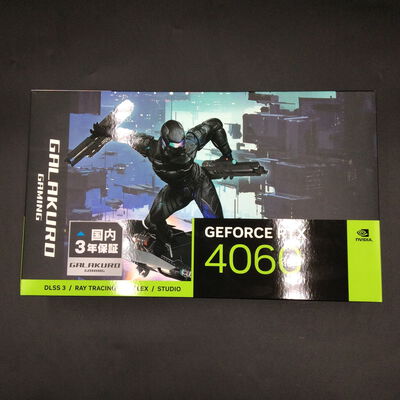 GALAKURO
GAMING
国内
3年保証
GALAKURO
GAMING
GEFORCE RTX
4060
NVIDIA
DLSS 3 / RAY TRACING / STUDIO